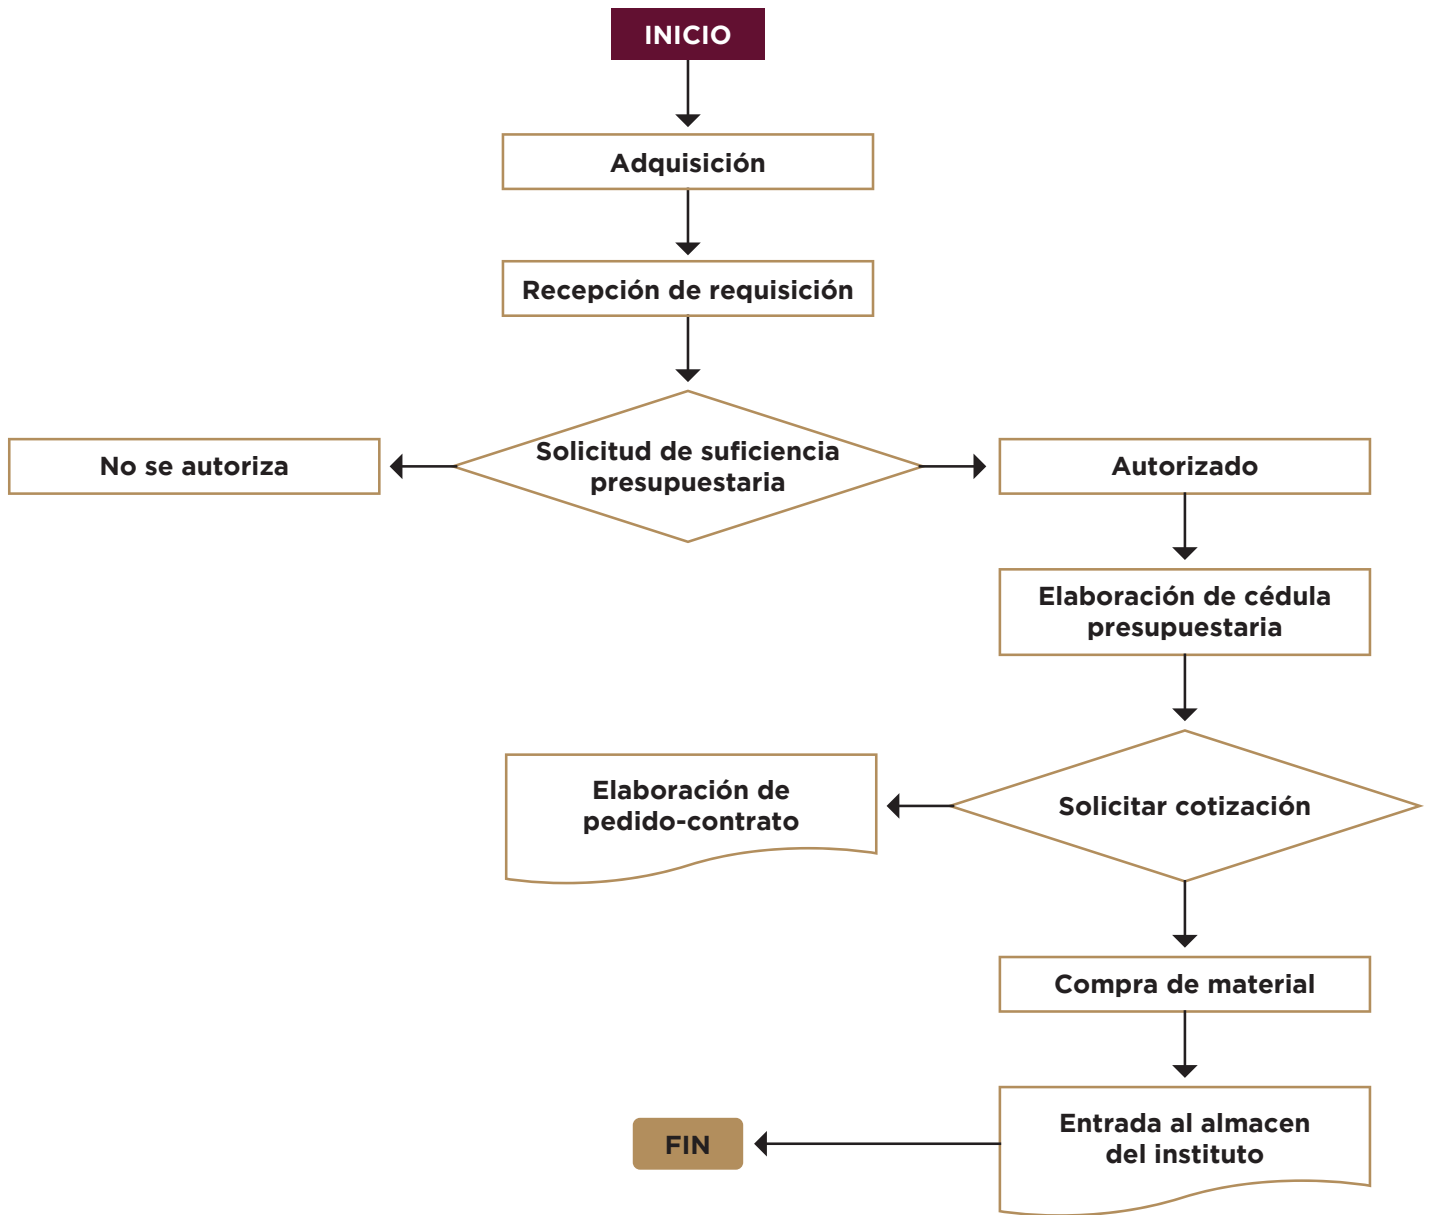 INICIO
Adquisición
Recepción de requisición
Solicitud de suficiencia
presupuestaria
No se autoriza
Autorizado
Elaboración de cédula
presupuestaria
Solicitar cotización
Elaboración de
pedido-contrato
Compra de material
Entrada al almacen
del instituto
FIN